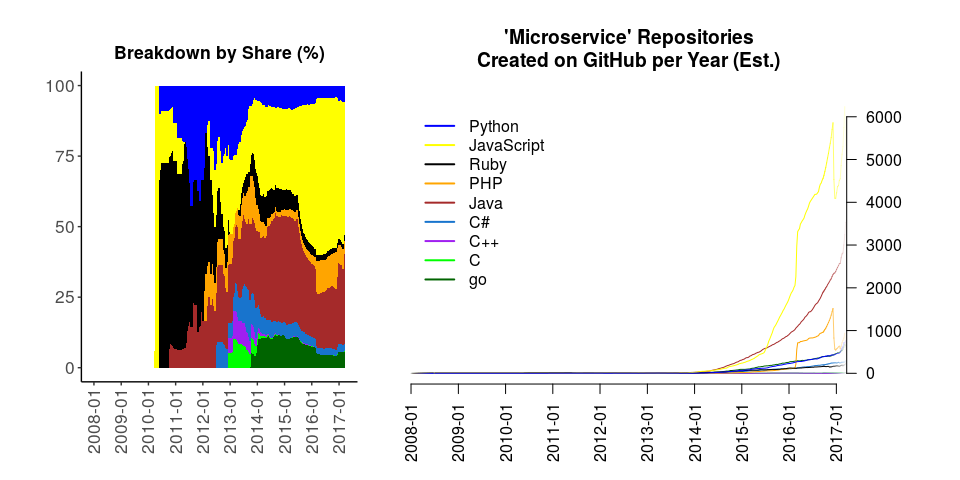 Breakdown by Share (%)
100
75
50
25
0
2008-01
2009-01
2010-01
2011-01
2012-01
2013-01
2014-01
2015-01
2016-01
2017-01
'Microservice' Repositories
Created on GitHub per Year (Est.)
Python
JavaScript
Ruby
PHP
Java
C#
C++
C
go
6000
5000
4000
3000
2000
1000
0
2008-01
2009-01
2010-01
2011-01
2012-01
2013-01
2014-01
2015-01
2016-01
2017-01